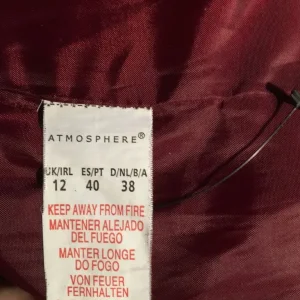 ATMOSPHERE®
UK/IRL ES/PT D/NL/B/A
12 40 38
KEEP AWAY FROM FIRE
MANTENER ALEJADO
DEL FUEGO
MANTER LONGE
DO FOGO
VON FEUER
FERNHALTEN